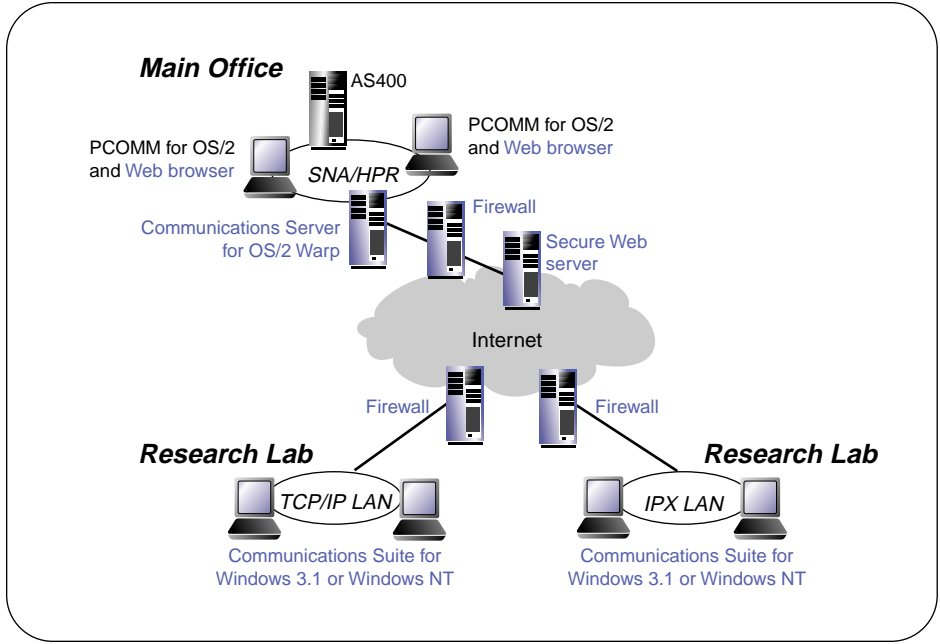 Main Office
AS400
PCOMM for OS/2
and Web browser
PCOMM for OS/2
and Web browser
SNA/HPR
Communications Server
for OS/2 Warp
Firewall
Secure Web
server
Internet
Firewall
Firewall
Research Lab
Research Lab
TCP/IP LAN
IPX LAN
Communications Suite for
Windows 3.1 or Windows NT
Communications Suite for
Windows 3.1 or Windows NT